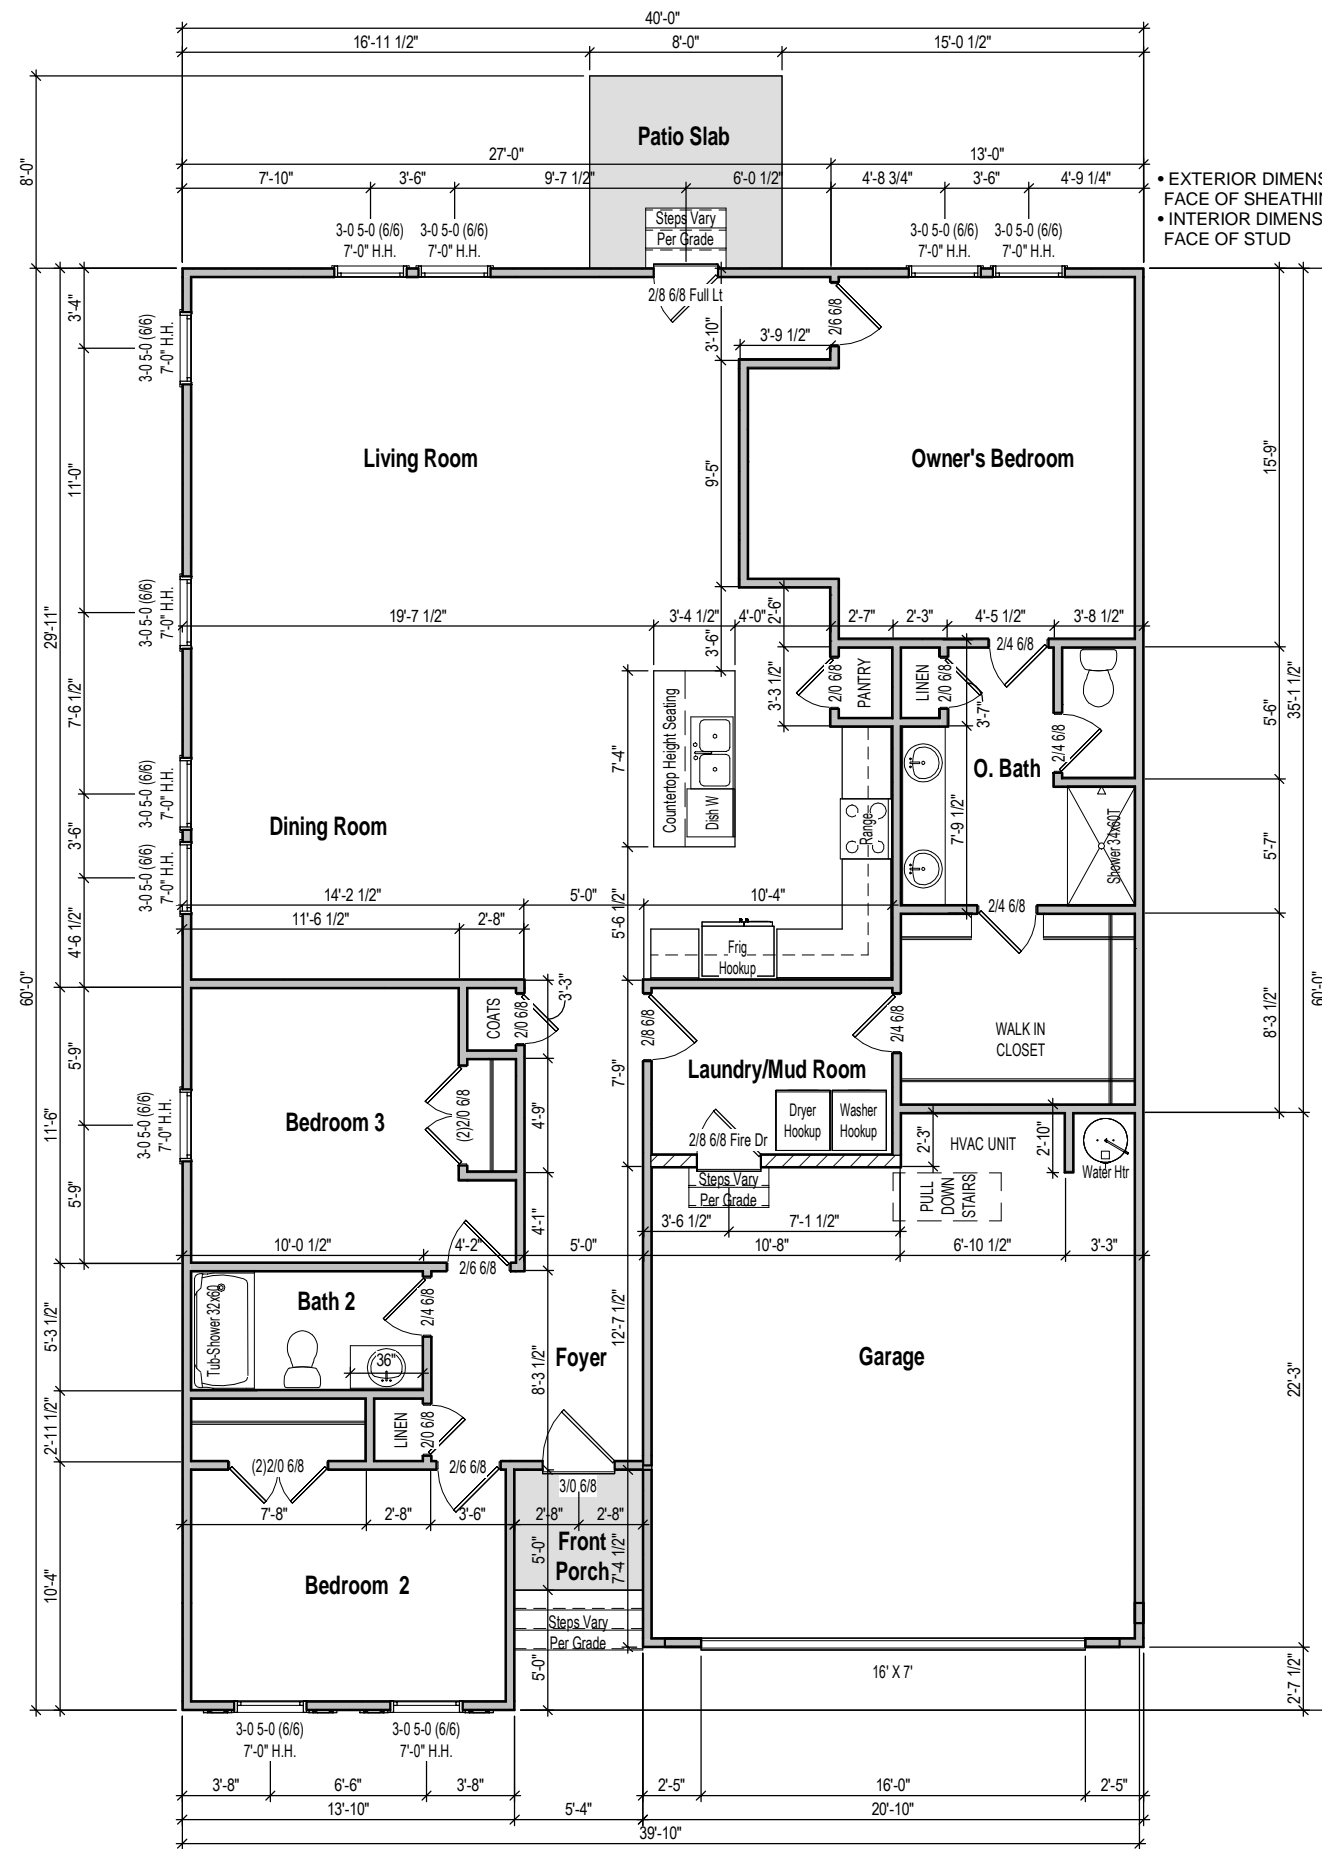 40'-0"
16'-11 1/2"
8'-0"
15'-0 1/2"
Patio Slab
27'-0"
13'-0"
7'-10"
3'-6"
9'-7 1/2"
6'-0 1/2"
4'-8 3/4"
3'-6"
4'-9 1/4"
• EXTERIOR DIMENS
FACE OF SHEATHIN
• INTERIOR DIMENS
FACE OF STUD
8'-0"
Steps Vary
Per Grade
3-0 5-0 (6/6)
7'-0" H.H.
3-0 5-0 (6/6)
7'-0" H.H.
3-0 5-0 (6/6)
7'-0" H.H.
3-0 5-0 (6/6)
7'-0" H.H.
2/8 6/8 Full Lt
2/6 6/8
3'-4"
3-0 5-0 (6/6)
7'-0" H.H.
3'-10"
3'-9 1/2"
Living Room
Owner's Bedroom
11'-0"
9'-5"
15'-9"
29'-11"
3-0 5-0 (6/6)
7'-0" H.H.
19'-7 1/2"
3'-4 1/2"
4'-0"
2'-6"
2'-7"
2'-3"
4'-5 1/2"
3'-8 1/2"
3'-6"
2/4 6/8
7'-6 1/2"
3'-3 1/2"
2/0 6/8
PANTRY
LINEN
2/0 6/8
3'-7"
2/4 6/8
5'-6"
35'-1 1/2"
Countertop Height Seating
7'-4"
Dish W
Range
O. Bath
3-0 5-0 (6/6)
7'-0" H.H.
Dining Room
3'-6"
7'-9 1/2"
Shower 34x60T
5'-7"
3-0 5-0 (6/6)
7'-0" H.H.
14'-2 1/2"
5'-0"
10'-4"
2/4 6/8
11'-6 1/2"
2'-8"
5'-6 1/2"
4'-6 1/2"
Frig
Hookup
60'-0"
3'-3"
COATS
2/0 6/8
2/8 6/8
2/4 6/8
WALK IN
CLOSET
8'-3 1/2"
60'-0"
5'-9"
7'-9"
Laundry/Mud Room
11'-6"
3-0 5-0 (6/6)
7'-0" H.H.
Bedroom 3
(2)2/0 6/8
4'-9"
2/8 6/8 Fire Dr
Dryer
Hookup
Washer
Hookup
2'-3"
HVAC UNIT
2'-10"
Water Htr
Steps Vary
Per Grade
PULL
DOWN
STAIRS
5'-9"
4'-1"
3'-6 1/2"
7'-1 1/2"
10'-0 1/2"
4'-2"
5'-0"
10'-8"
6'-10 1/2"
3'-3"
2/6 6/8
Bath 2
2/4 6/8
Tub-Shower 32x60
36"
5'-3 1/2"
12'-7 1/2"
8'-3 1/2"
Foyer
Garage
22'-3"
2'-11 1/2"
LINEN
2/0 6/8
(2)2/0 6/8
2/6 6/8
3/0 6/8
7'-8"
2'-8"
3'-6"
2'-8"
2'-8"
5'-0"
Front
Porch
7'-4 1/2"
Bedroom 2
10'-4"
Steps Vary
Per Grade
5'-0"
16' X 7'
2'-7 1/2"
3-0 5-0 (6/6)
7'-0" H.H.
3-0 5-0 (6/6)
7'-0" H.H.
3'-8"
6'-6"
3'-8"
2'-5"
16'-0"
2'-5"
13'-10"
5'-4"
20'-10"
39'-10"